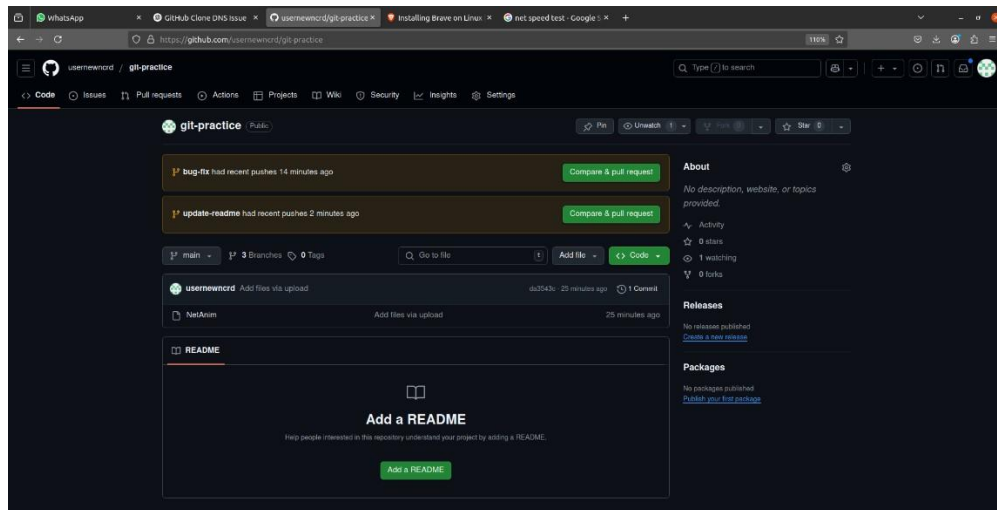 WhatsApp
GitHub Clone DNS Issue
usernewncrd/git-practice
Installing Brave on Linux
net speed test - Google S
https://github.com/usernewncrd/git-practice
110%
usernewncrd / git-practice
Type / to search
Code
Issues
Pull requests
Actions
Projects
Wiki
Security
Insights
Settings
git-practice Public
Pin
Unwatch 1
Fork 0
Star 0
bug-fix had recent pushes 14 minutes ago
Compare & pull request
update-readme had recent pushes 2 minutes ago
Compare & pull request
main
3 Branches
0 Tags
Go to file
t
Add file
Code
usernewncrd Add files via upload
da3543c · 25 minutes ago
1 Commit
NetAnim
Add files via upload
25 minutes ago
README
Add a README
Help people interested in this repository understand your project by adding a README.
Add a README
About
No description, website, or topics
provided.
Activity
0 stars
1 watching
0 forks
Releases
No releases published
Create a new release
Packages
No packages published
Publish your first package